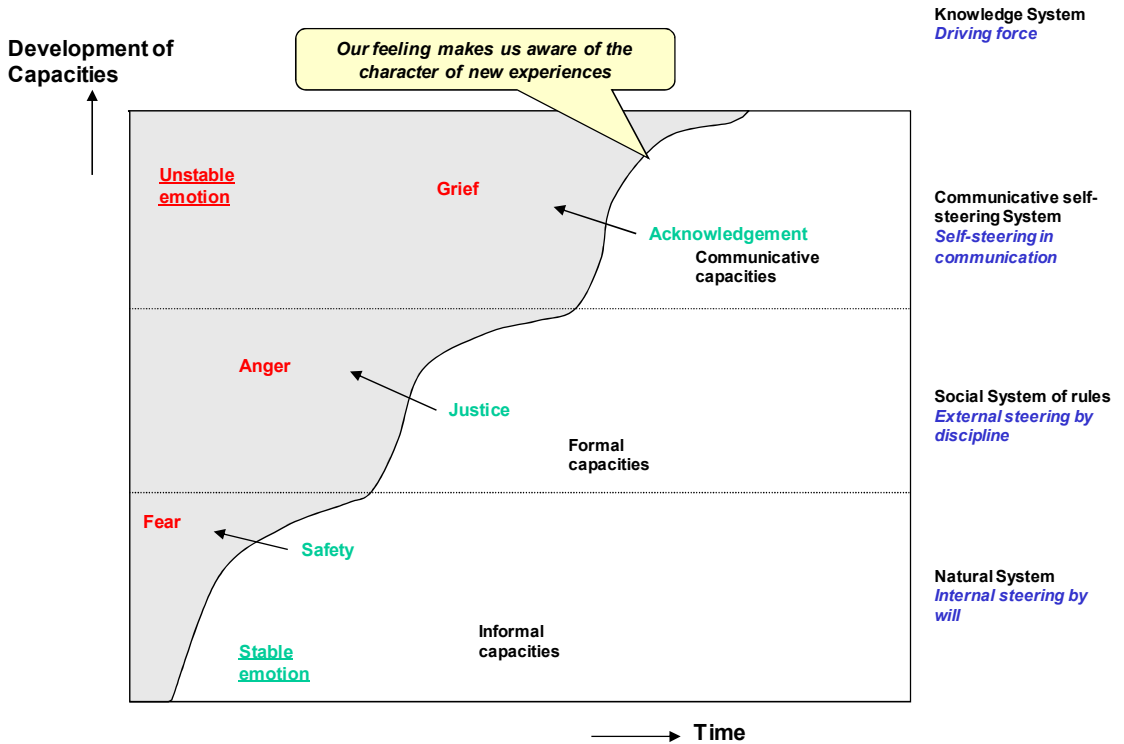 Knowledge System
Driving force
Development of
Capacities
Our feeling makes us aware of the
character of new experiences
Unstable
emotion
Grief
Acknowledgement
Communicative
capacities
Communicative self-
steering System
Self-steering in
communication
Anger
Justice
Formal
capacities
Social System of rules
External steering by
discipline
Fear
Safety
Informal
capacities
Stable
emotion
Natural System
Internal steering by
will
Time